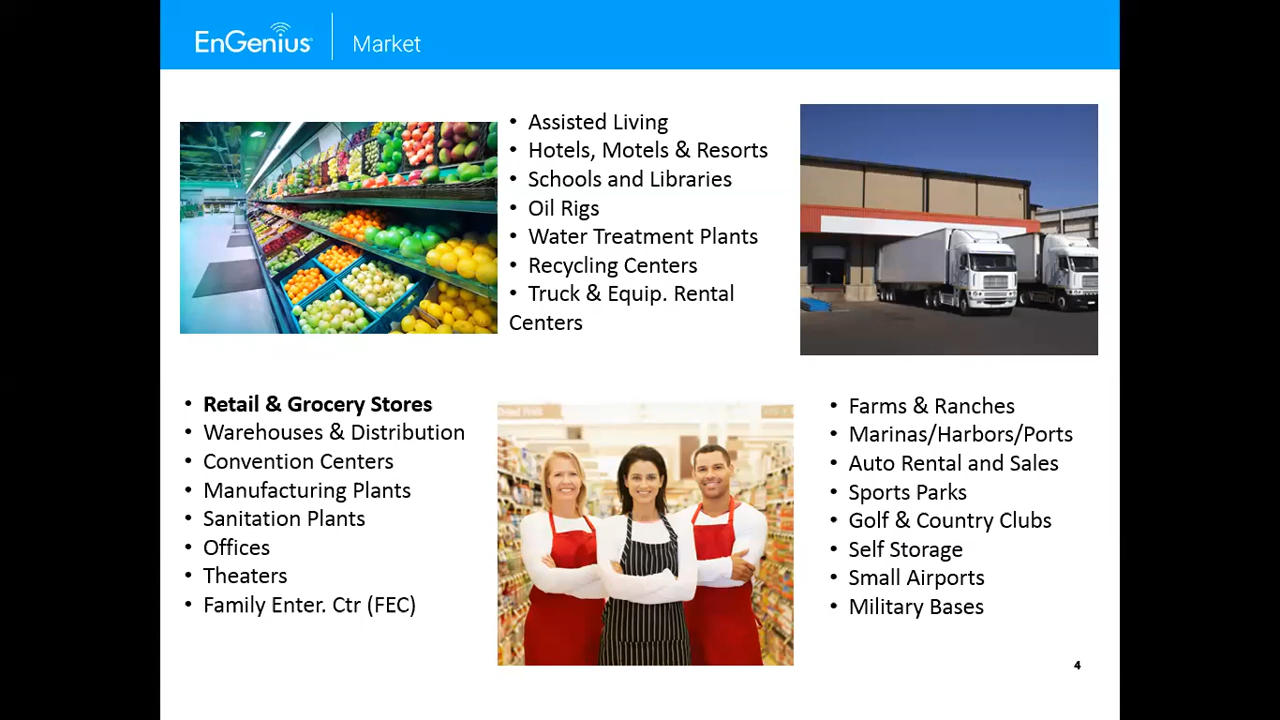 EnGenius
Market
• Assisted Living
• Hotels, Motels & Resorts
• Schools and Libraries
• Oil Rigs
• Water Treatment Plants
• Recycling Centers
• Truck & Equip. Rental
Centers
• Retail & Grocery Stores
• Warehouses & Distribution
• Convention Centers
• Manufacturing Plants
• Sanitation Plants
• Offices
• Theaters
• Family Enter. Ctr (FEC)
• Farms & Ranches
• Marinas/Harbors/Ports
• Auto Rental and Sales
• Sports Parks
• Golf & Country Clubs
• Self Storage
• Small Airports
• Military Bases
4